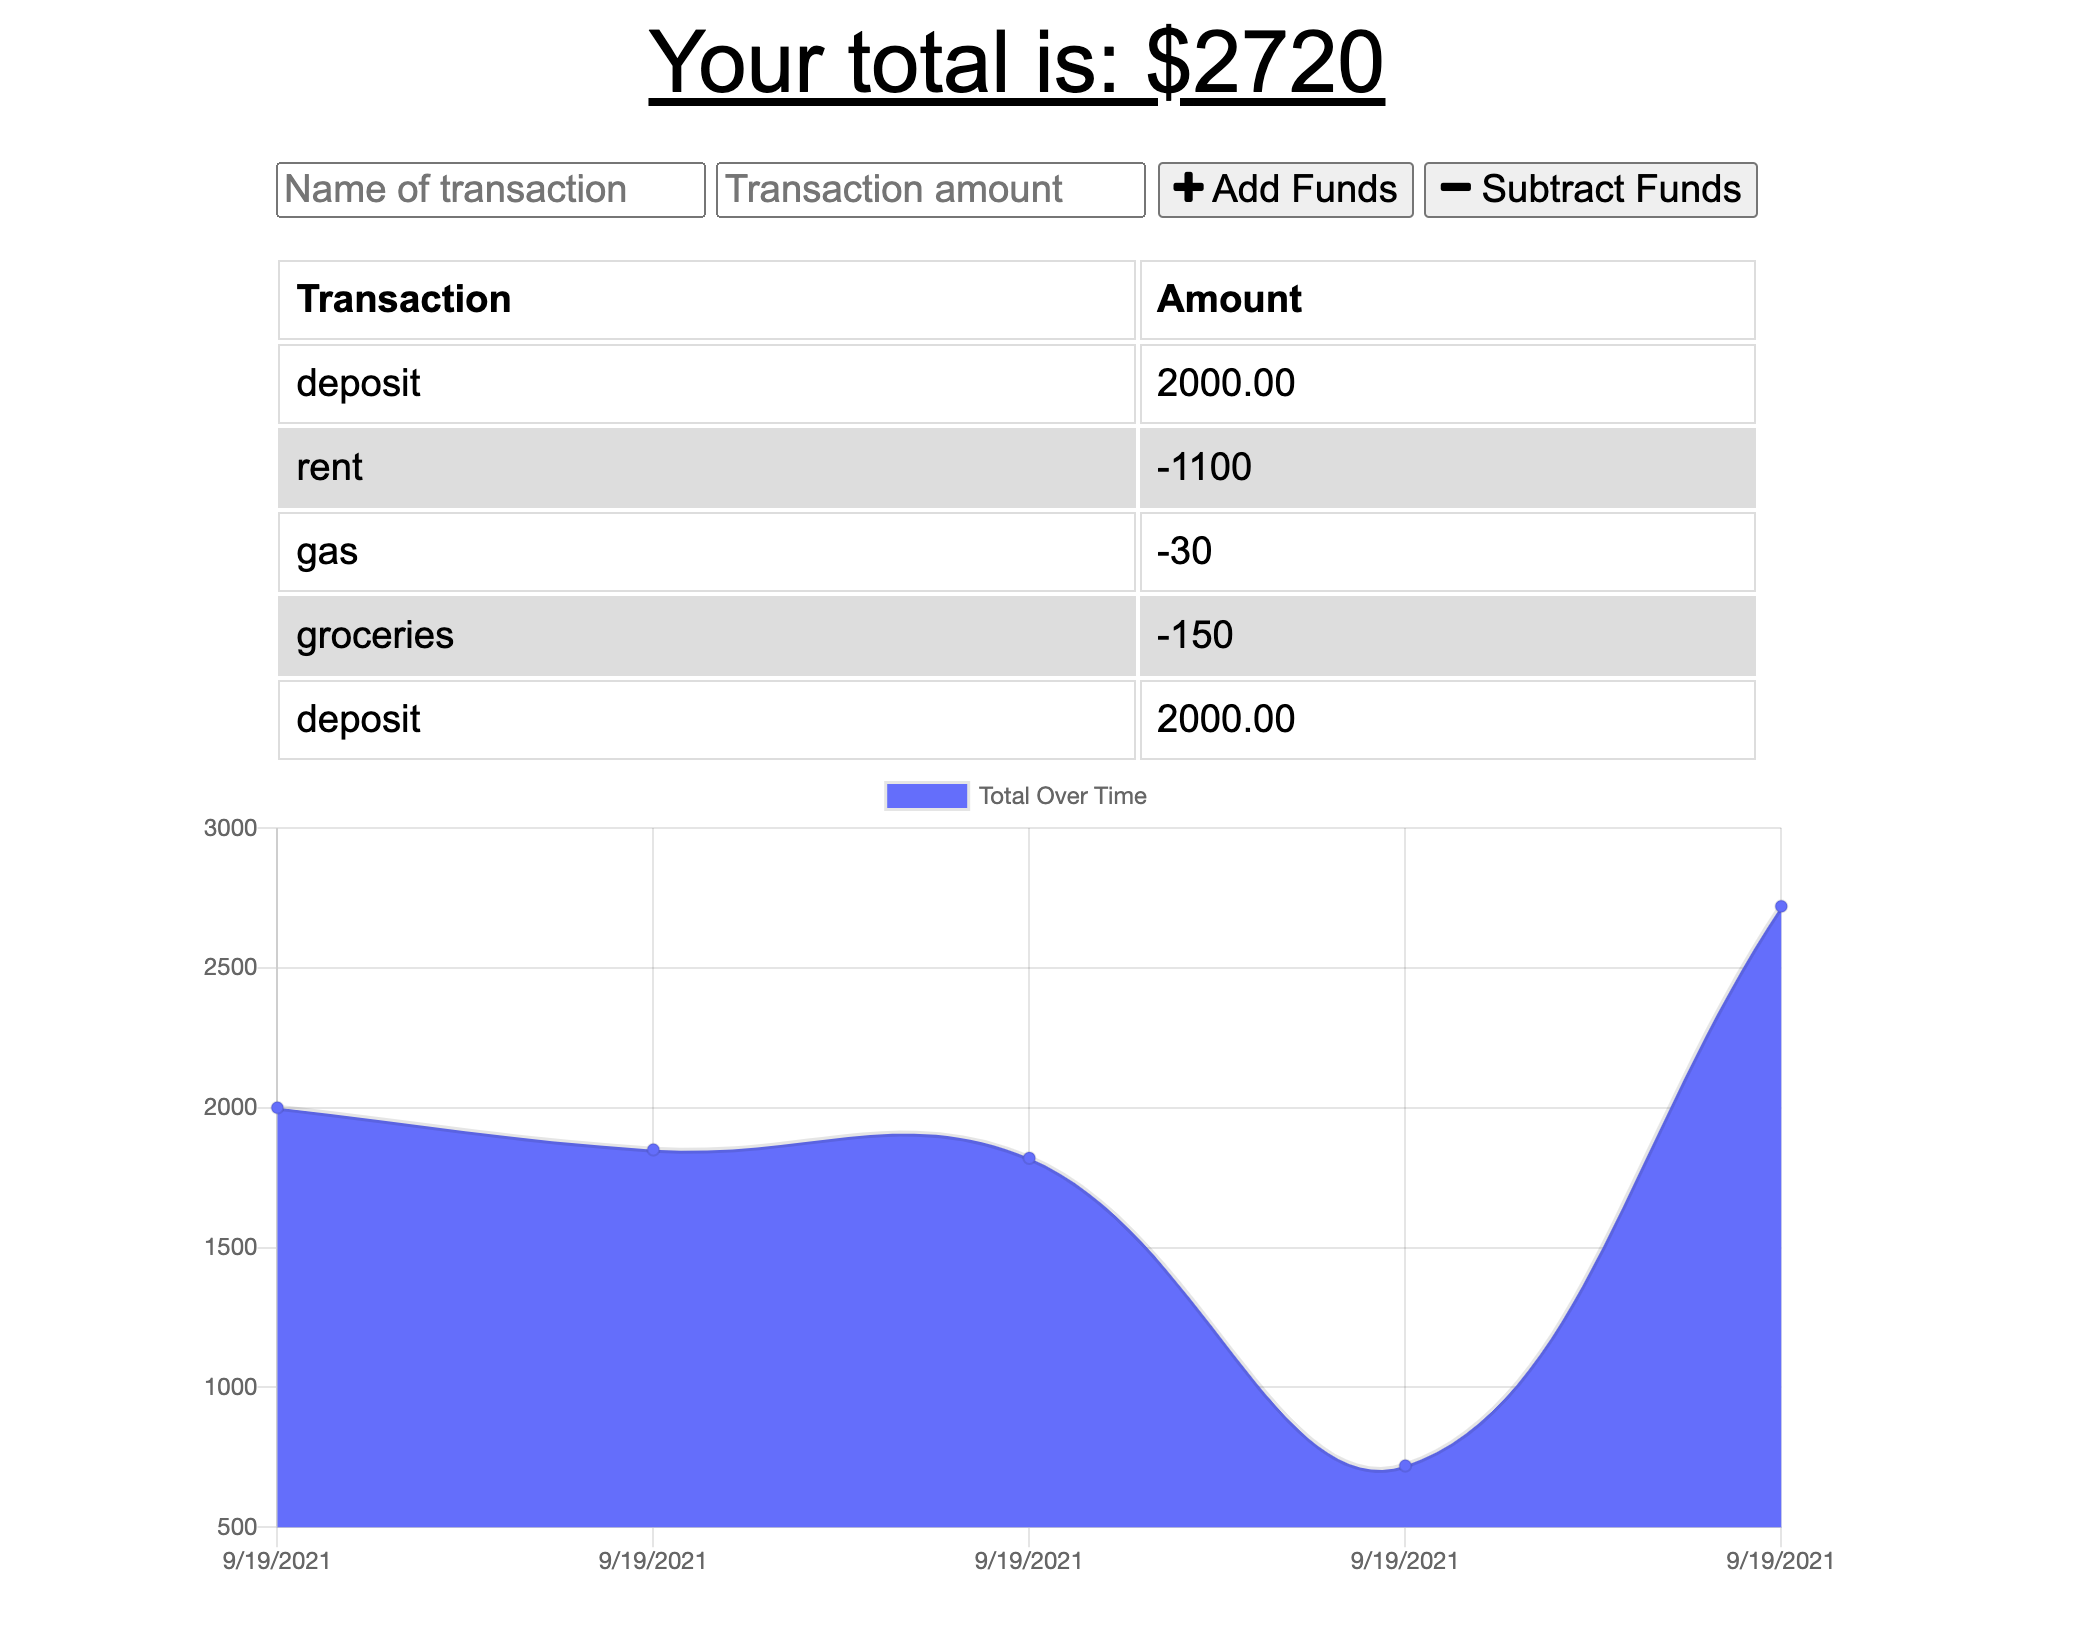 Your total is: $2720
Name of transaction Transaction amount Add Funds Subtract Funds
Transaction Amount
deposit 2000.00
rent -1100
gas -30
groceries -150
deposit 2000.00
Total Over Time
3000
2500
2000
1500
1000
500
9/19/2021 9/19/2021 9/19/2021 9/19/2021 9/19/2021